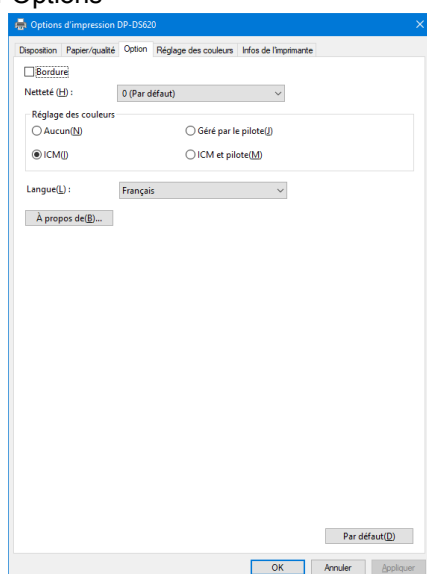 Options
Options d'impression DP-DS620
Disposition Papier/qualité Option Réglage des couleurs Infos de l'imprimante
Bordure
Netteté (H) : 0 (Par défaut)
Réglage des couleurs
Aucun(N) Géré par le pilote(J)
ICM(I) ICM et pilote(M)
Langue(L) : Français
À propos de(B)...
Par défaut(D)
OK Annuler Appliquer